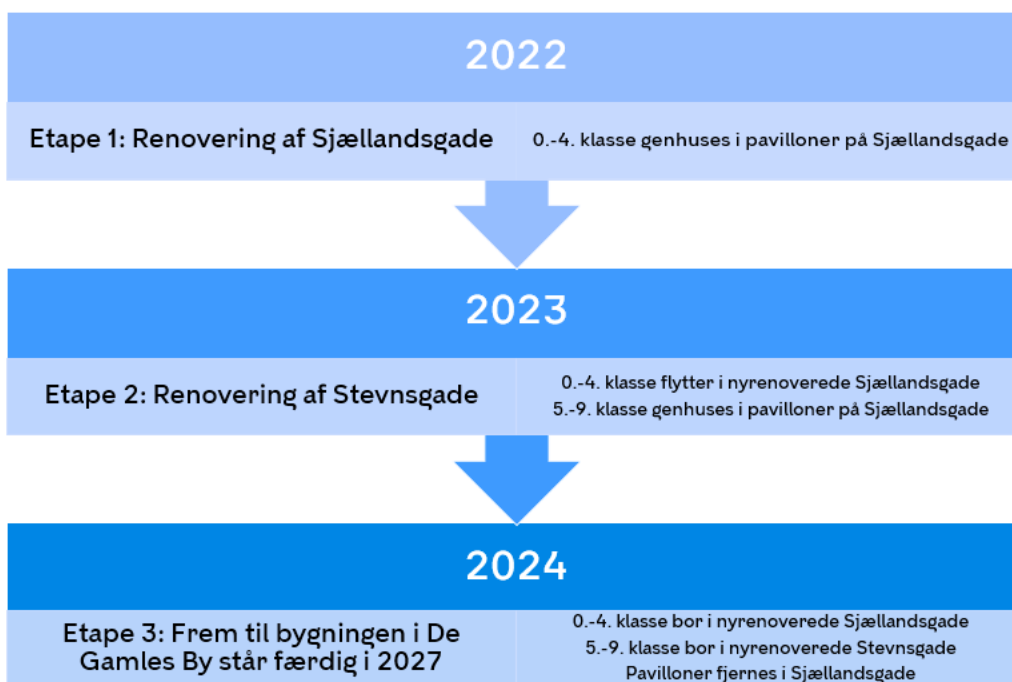 2022
Etape 1: Renovering af Sjællandsgade
0.-4. klasse genhuses i pavilloner på Sjællandsgade
2023
Etape 2: Renovering af Stevnsgade
0.-4. klasse flytter i nyrenoverede Sjællandsgade
5.-9. klasse genhuses i pavilloner på Sjællandsgade
2024
Etape 3: Frem til bygningen i De
Gamles By står færdig i 2027
0.-4. klasse bor i nyrenoverede Sjællandsgade
5.-9. klasse bor i nyrenoverede Stevnsgade
Pavilloner fjernes i Sjællandsgade